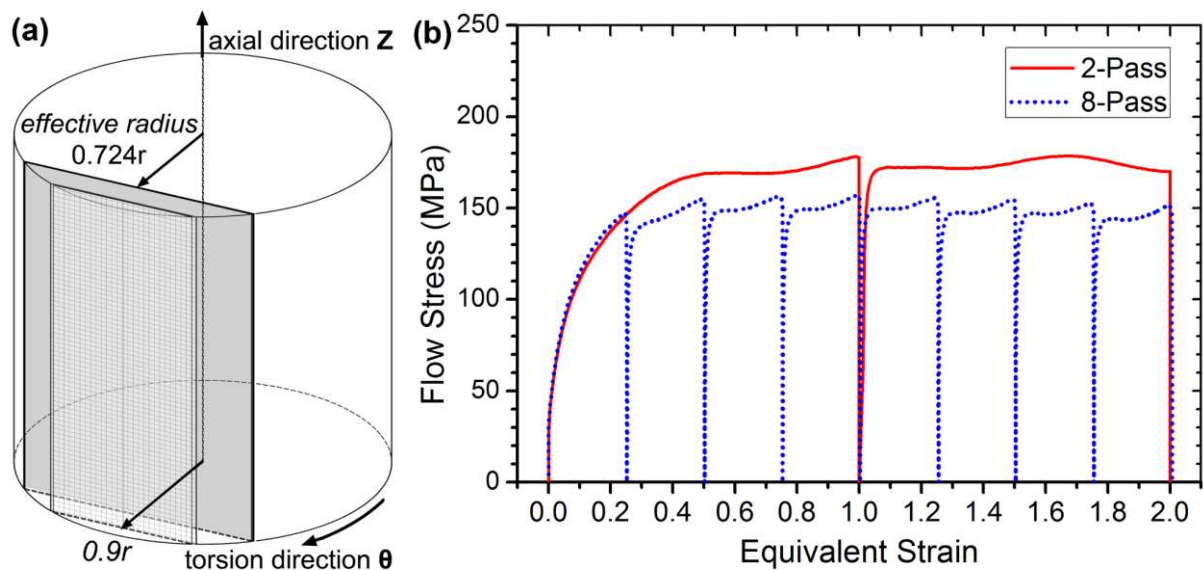 (a)
axial direction Z
effective radius
0.724r
0.9r
torsion direction θ
(b)
250
200
150
100
50
0
Flow Stress (MPa)
2-Pass
8-Pass
0.0 0.2 0.4 0.6 0.8 1.0 1.2 1.4 1.6 1.8 2.0
Equivalent Strain